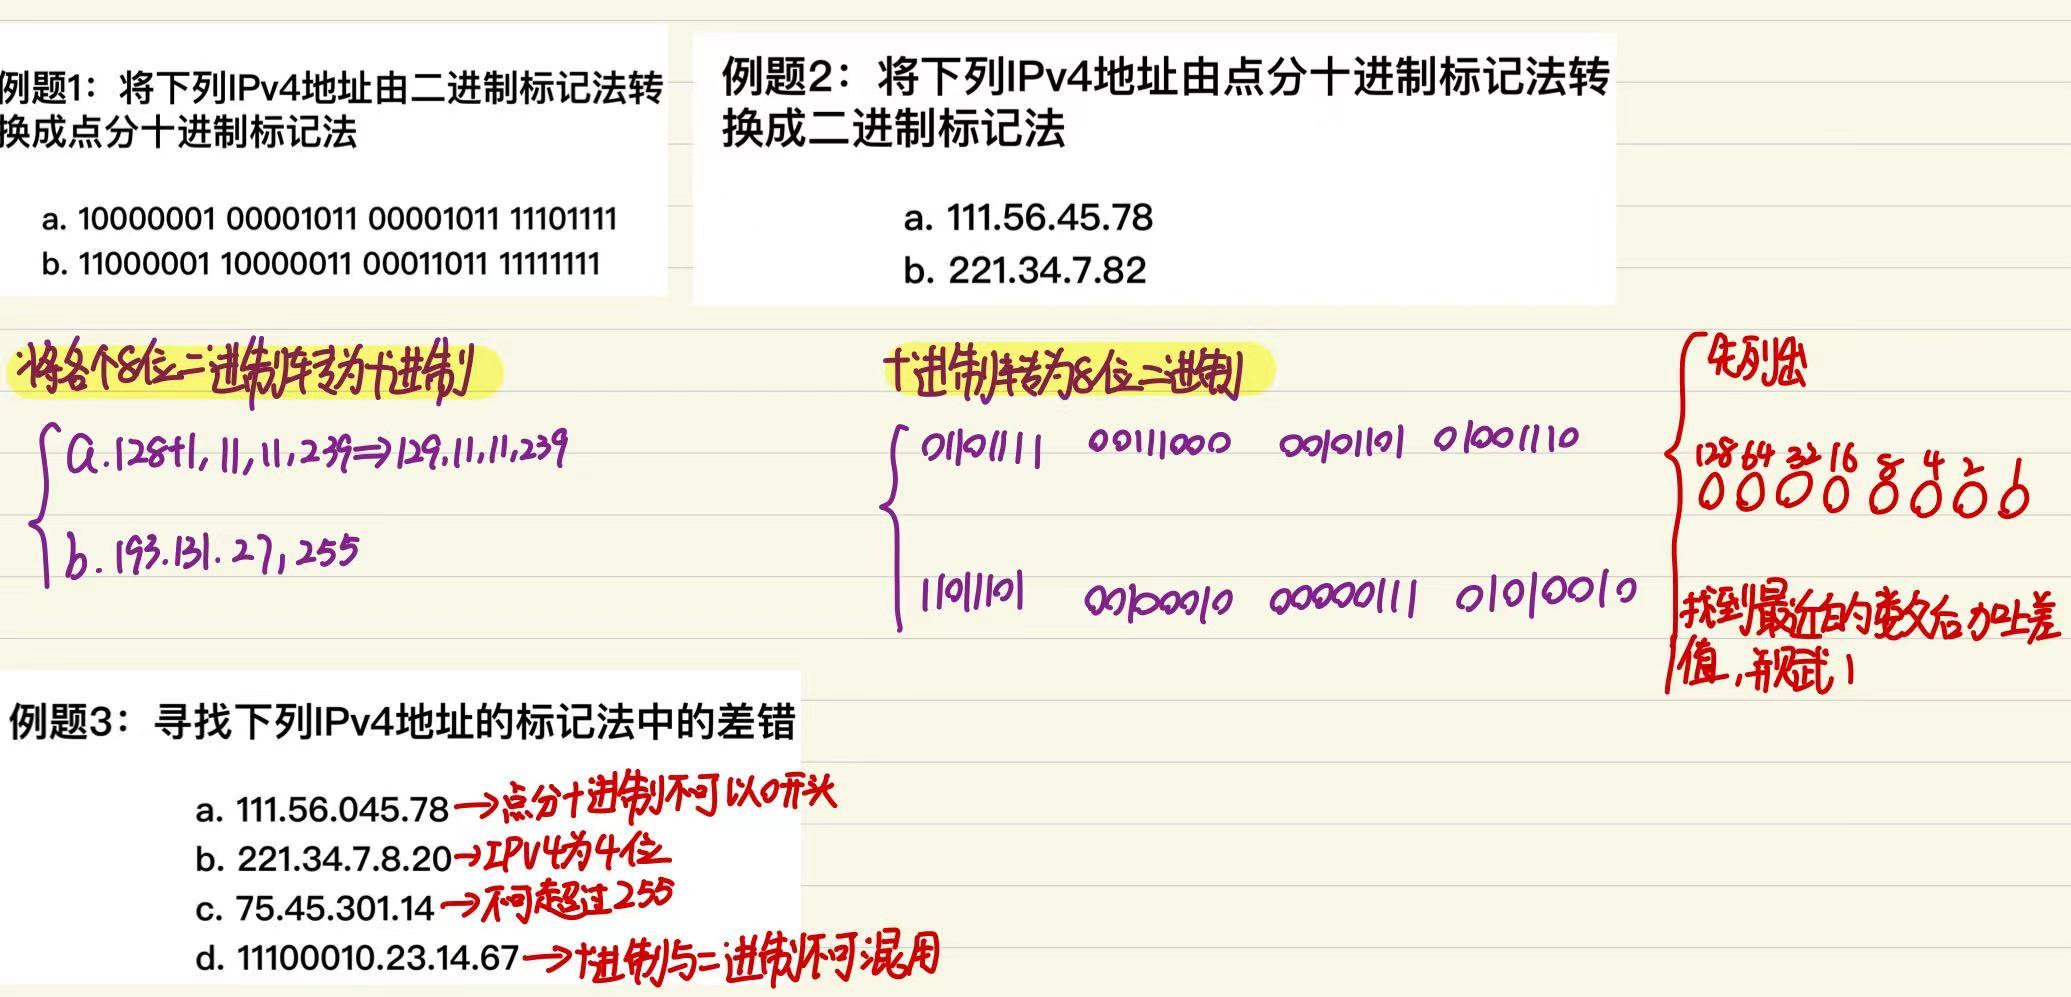 例题1：将下列IPv4地址由二进制标记法转
换成点分十进制标记法
a. 10000001 00001011 00001011 11101111
b. 11000001 10000011 00011011 11111111
例题2：将下列IPv4地址由点分十进制标记法转
换成二进制标记法
a. 111.56.45.78
b. 221.34.7.82
将各个8位二进制转为十进制
a.128+1,11,11,239⇒129,11,11,239
b.193.131.27,255
十进制转为8位二进制
01101111 00111000 00101101 01001110
11011101 00100010 00000111 01010010
先列出
128 64 32 16 8 4 2 1
0 0 0 0 0 0 0 0
找到最近的数后加上差
值,1
例题3：寻找下列IPv4地址的标记法中的差错
a. 111.56.045.78→点分十进制不可以0开头
b. 221.34.7.8.20→IPV4为4位
c. 75.45.301.14→不可超过255
d. 11100010.23.14.67→十进制与二进制不可混用